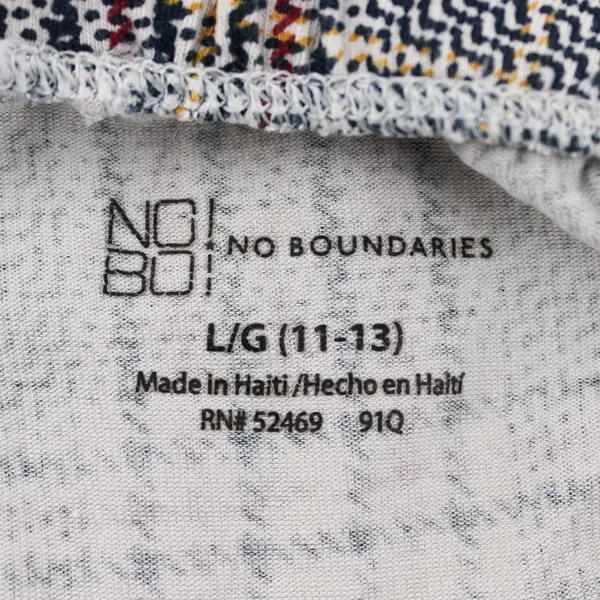 NO!
BO!
NO BOUNDARIES
L/G (11-13)
Made in Haiti /Hecho en Haití
RN# 52469 91Q